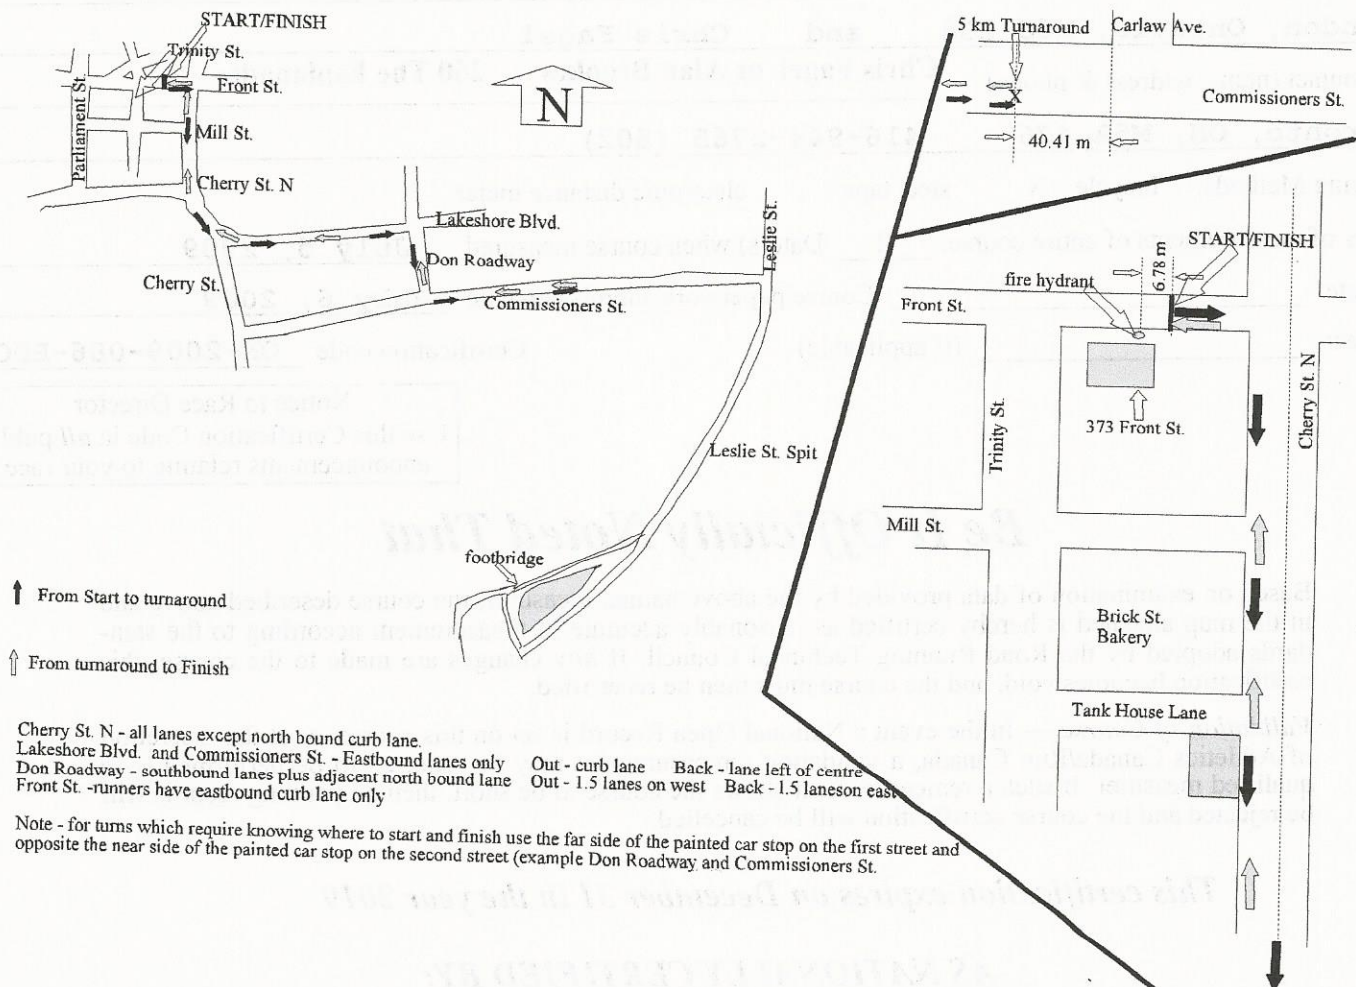 START/FINISH
Trinity St.
Front St.
Parliament St.
Mill St.
Cherry St. N
N
Lakeshore Blvd.
Don Roadway
Cherry St.
Commissioners St.
Leslie St.
Leslie St. Spit
footbridge
From Start to turnaround
From turnaround to Finish
5 km Turnaround
Carlaw Ave.
X
Commissioners St.
40.41 m
START/FINISH
6.78 m
fire hydrant
Front St.
373 Front St.
Trinity St.
Cherry St. N
Mill St.
Brick St.
Bakery
Tank House Lane
Cherry St. N - all lanes except north bound curb lane.
Lakeshore Blvd. and Commissioners St. - Eastbound lanes only Out - curb lane Back - lane left of centre
Don Roadway - southbound lanes plus adjacent north bound lane Out - 1.5 lanes on west Back - 1.5 laneson east
Front St. -runners have eastbound curb lane only
Note - for turns which require knowing where to start and finish use the far side of the painted car stop on the first street and
opposite the near side of the painted car stop on the second street (example Don Roadway and Commissioners St.